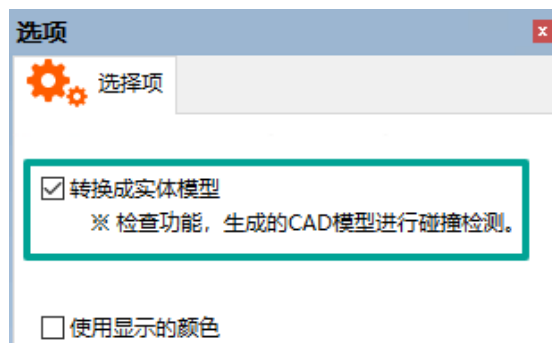 选项
选择项
转换成实体模型
※ 检查功能，生成的CAD模型进行碰撞检测。
使用显示的颜色